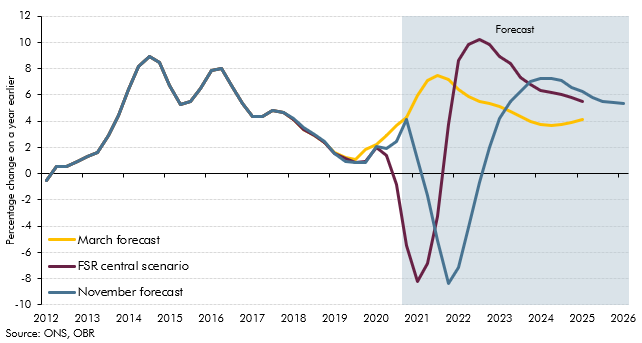 12
10
8
6
4
2
0
-2
-4
-6
-8
-10
Percentage change on a year earlier
Forecast
March forecast
FSR central scenario
November forecast
2012 2013 2014 2015 2016 2017 2018 2019 2020 2021 2022 2023 2024 2025 2026
Source: ONS, OBR